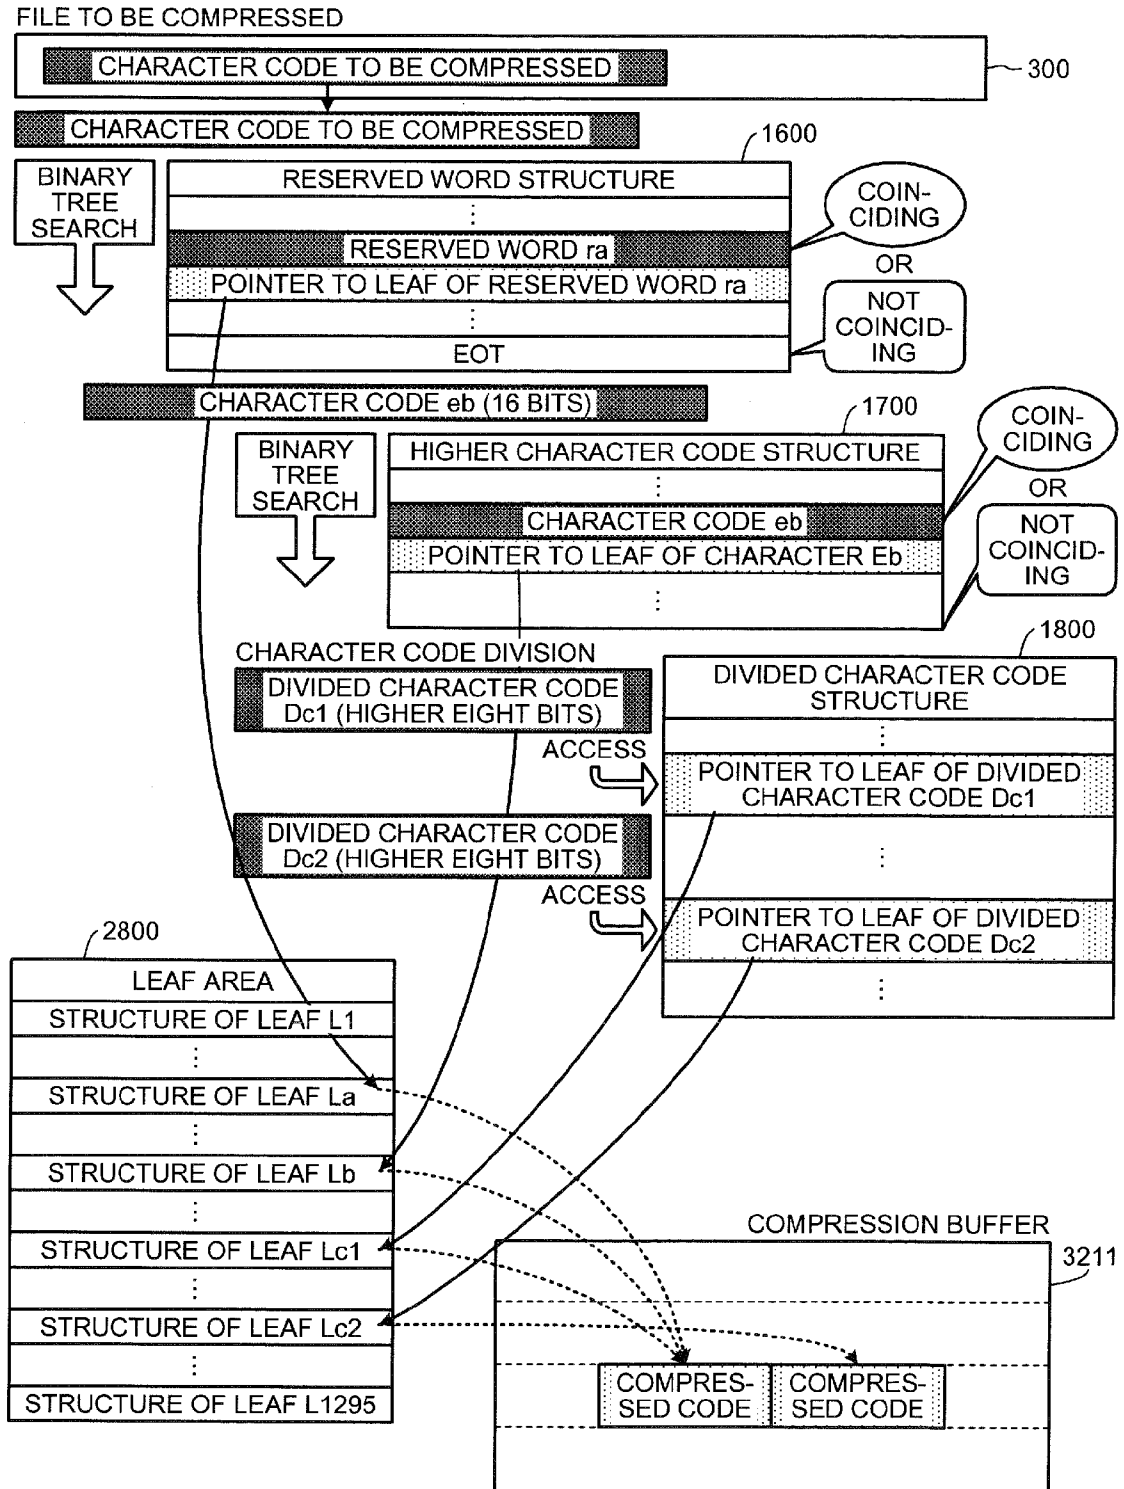 FILE TO BE COMPRESSED
CHARACTER CODE TO BE COMPRESSED
300
CHARACTER CODE TO BE COMPRESSED
1600
BINARY
TREE
SEARCH
RESERVED WORD STRUCTURE
⋮
RESERVED WORD ra
POINTER TO LEAF OF RESERVED WORD ra
⋮
EOT
COIN-
CIDING
OR
NOT
COINCID-
ING
CHARACTER CODE eb (16 BITS)
1700
BINARY
TREE
SEARCH
HIGHER CHARACTER CODE STRUCTURE
⋮
CHARACTER CODE eb
POINTER TO LEAF OF CHARACTER Eb
⋮
COIN-
CIDING
OR
NOT
COINCID-
ING
CHARACTER CODE DIVISION
1800
DIVIDED CHARACTER CODE
Dc1 (HIGHER EIGHT BITS)
ACCESS
DIVIDED CHARACTER CODE
Dc2 (HIGHER EIGHT BITS)
ACCESS
DIVIDED CHARACTER CODE
STRUCTURE
⋮
POINTER TO LEAF OF DIVIDED
CHARACTER CODE Dc1
⋮
POINTER TO LEAF OF DIVIDED
CHARACTER CODE Dc2
⋮
2800
LEAF AREA
STRUCTURE OF LEAF L1
⋮
STRUCTURE OF LEAF La
⋮
STRUCTURE OF LEAF Lb
⋮
STRUCTURE OF LEAF Lc1
⋮
STRUCTURE OF LEAF Lc2
⋮
STRUCTURE OF LEAF L1295
COMPRESSION BUFFER
3211
COMPRES-
SED CODE
COMPRES-
SED CODE